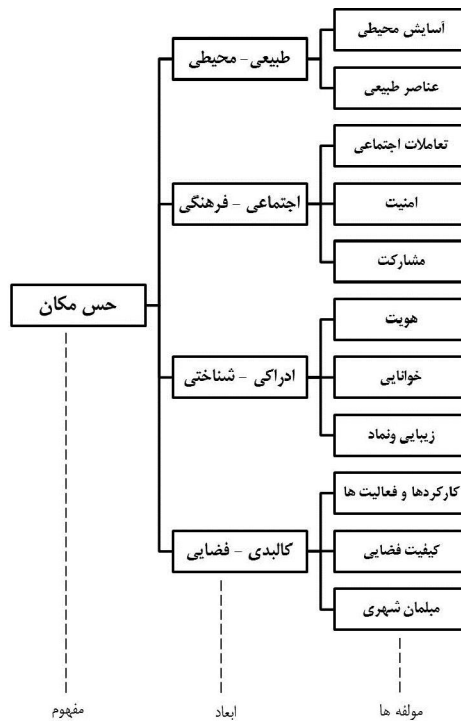 حس مکان
طبیعی - محیطی
آسایش محیطی
عناصر طبیعی
اجتماعی - فرهنگی
تعاملات اجتماعی
امنیت
مشارکت
ادراکی - شناختی
هویت
خوانایی
زیبایی ونماد
کالبدی - فضایی
کارکردها و فعالیت ها
کیفیت فضایی
مبلمان شهری
مولفه ها
ابعاد
مفهوم